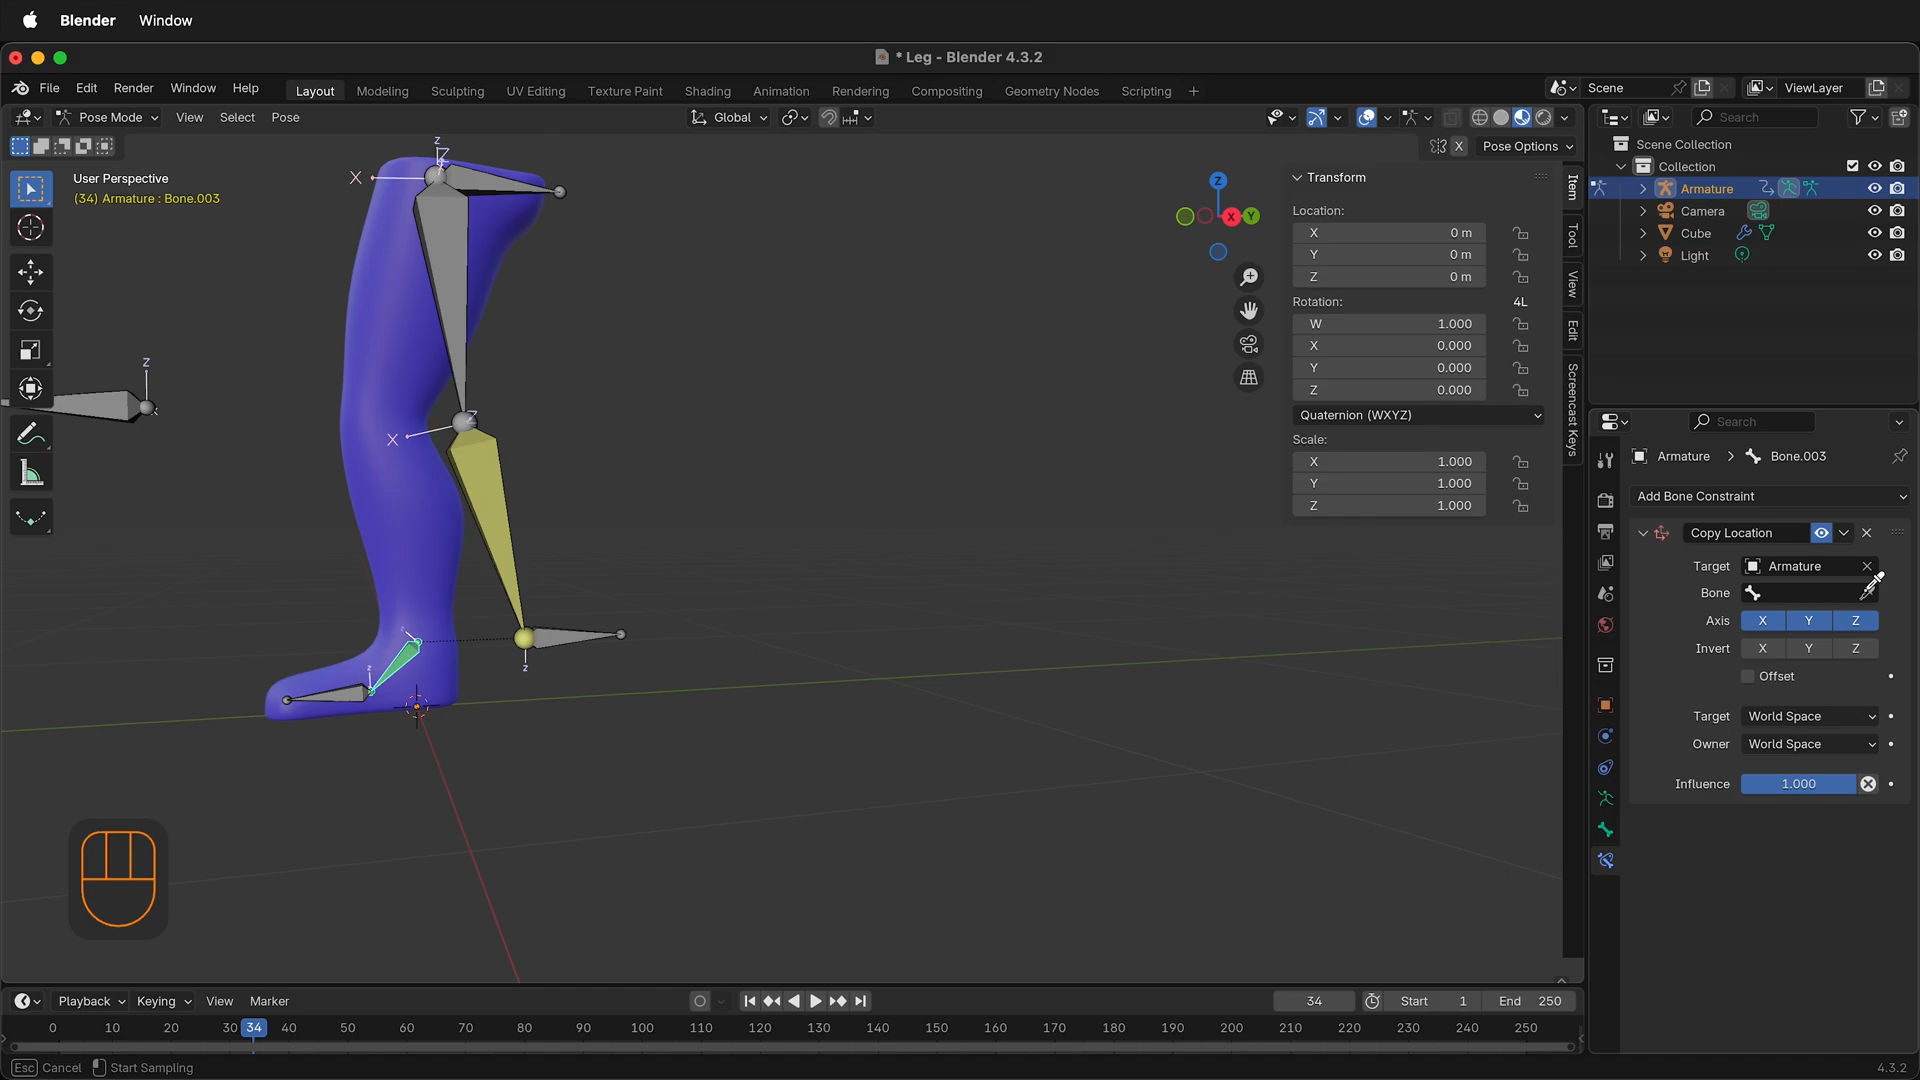 Blender Window
* Leg - Blender 4.3.2
File Edit Render Window Help Layout Modeling Sculpting UV Editing Texture Paint Shading Animation Rendering Compositing Geometry Nodes Scripting + Scene ViewLayer
Pose Mode View Select Pose Global Search
X Pose Options
Scene Collection
Collection
Armature
Camera
Cube
Light
User Perspective
(34) Armature : Bone.003
Z
X
X
Z
Z
Z
X Y
Transform
Location:
X 0 m
Y 0 m
Z 0 m
Rotation: 4L
W 1.000
X 0.000
Y 0.000
Z 0.000
Quaternion (WXYZ)
Scale:
X 1.000
Y 1.000
Z 1.000
Item
Tool
View
Edit
Screencast Keys
Search
Armature > Bone.003
Add Bone Constraint
Copy Location
Target Armature
Bone
Axis X Y Z
Invert X Y Z
Offset
Target World Space
Owner World Space
Influence 1.000
Playback Keying View Marker 34 Start 1 End 250
0 10 20 30 34 40 50 60 70 80 90 100 110 120 130 140 150 160 170 180 190 200 210 220 230 240 250
Esc Cancel Start Sampling 4.3.2